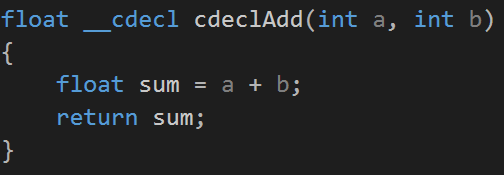 float __cdecl cdeclAdd(int a, int b)
{
    float sum = a + b;
    return sum;
}